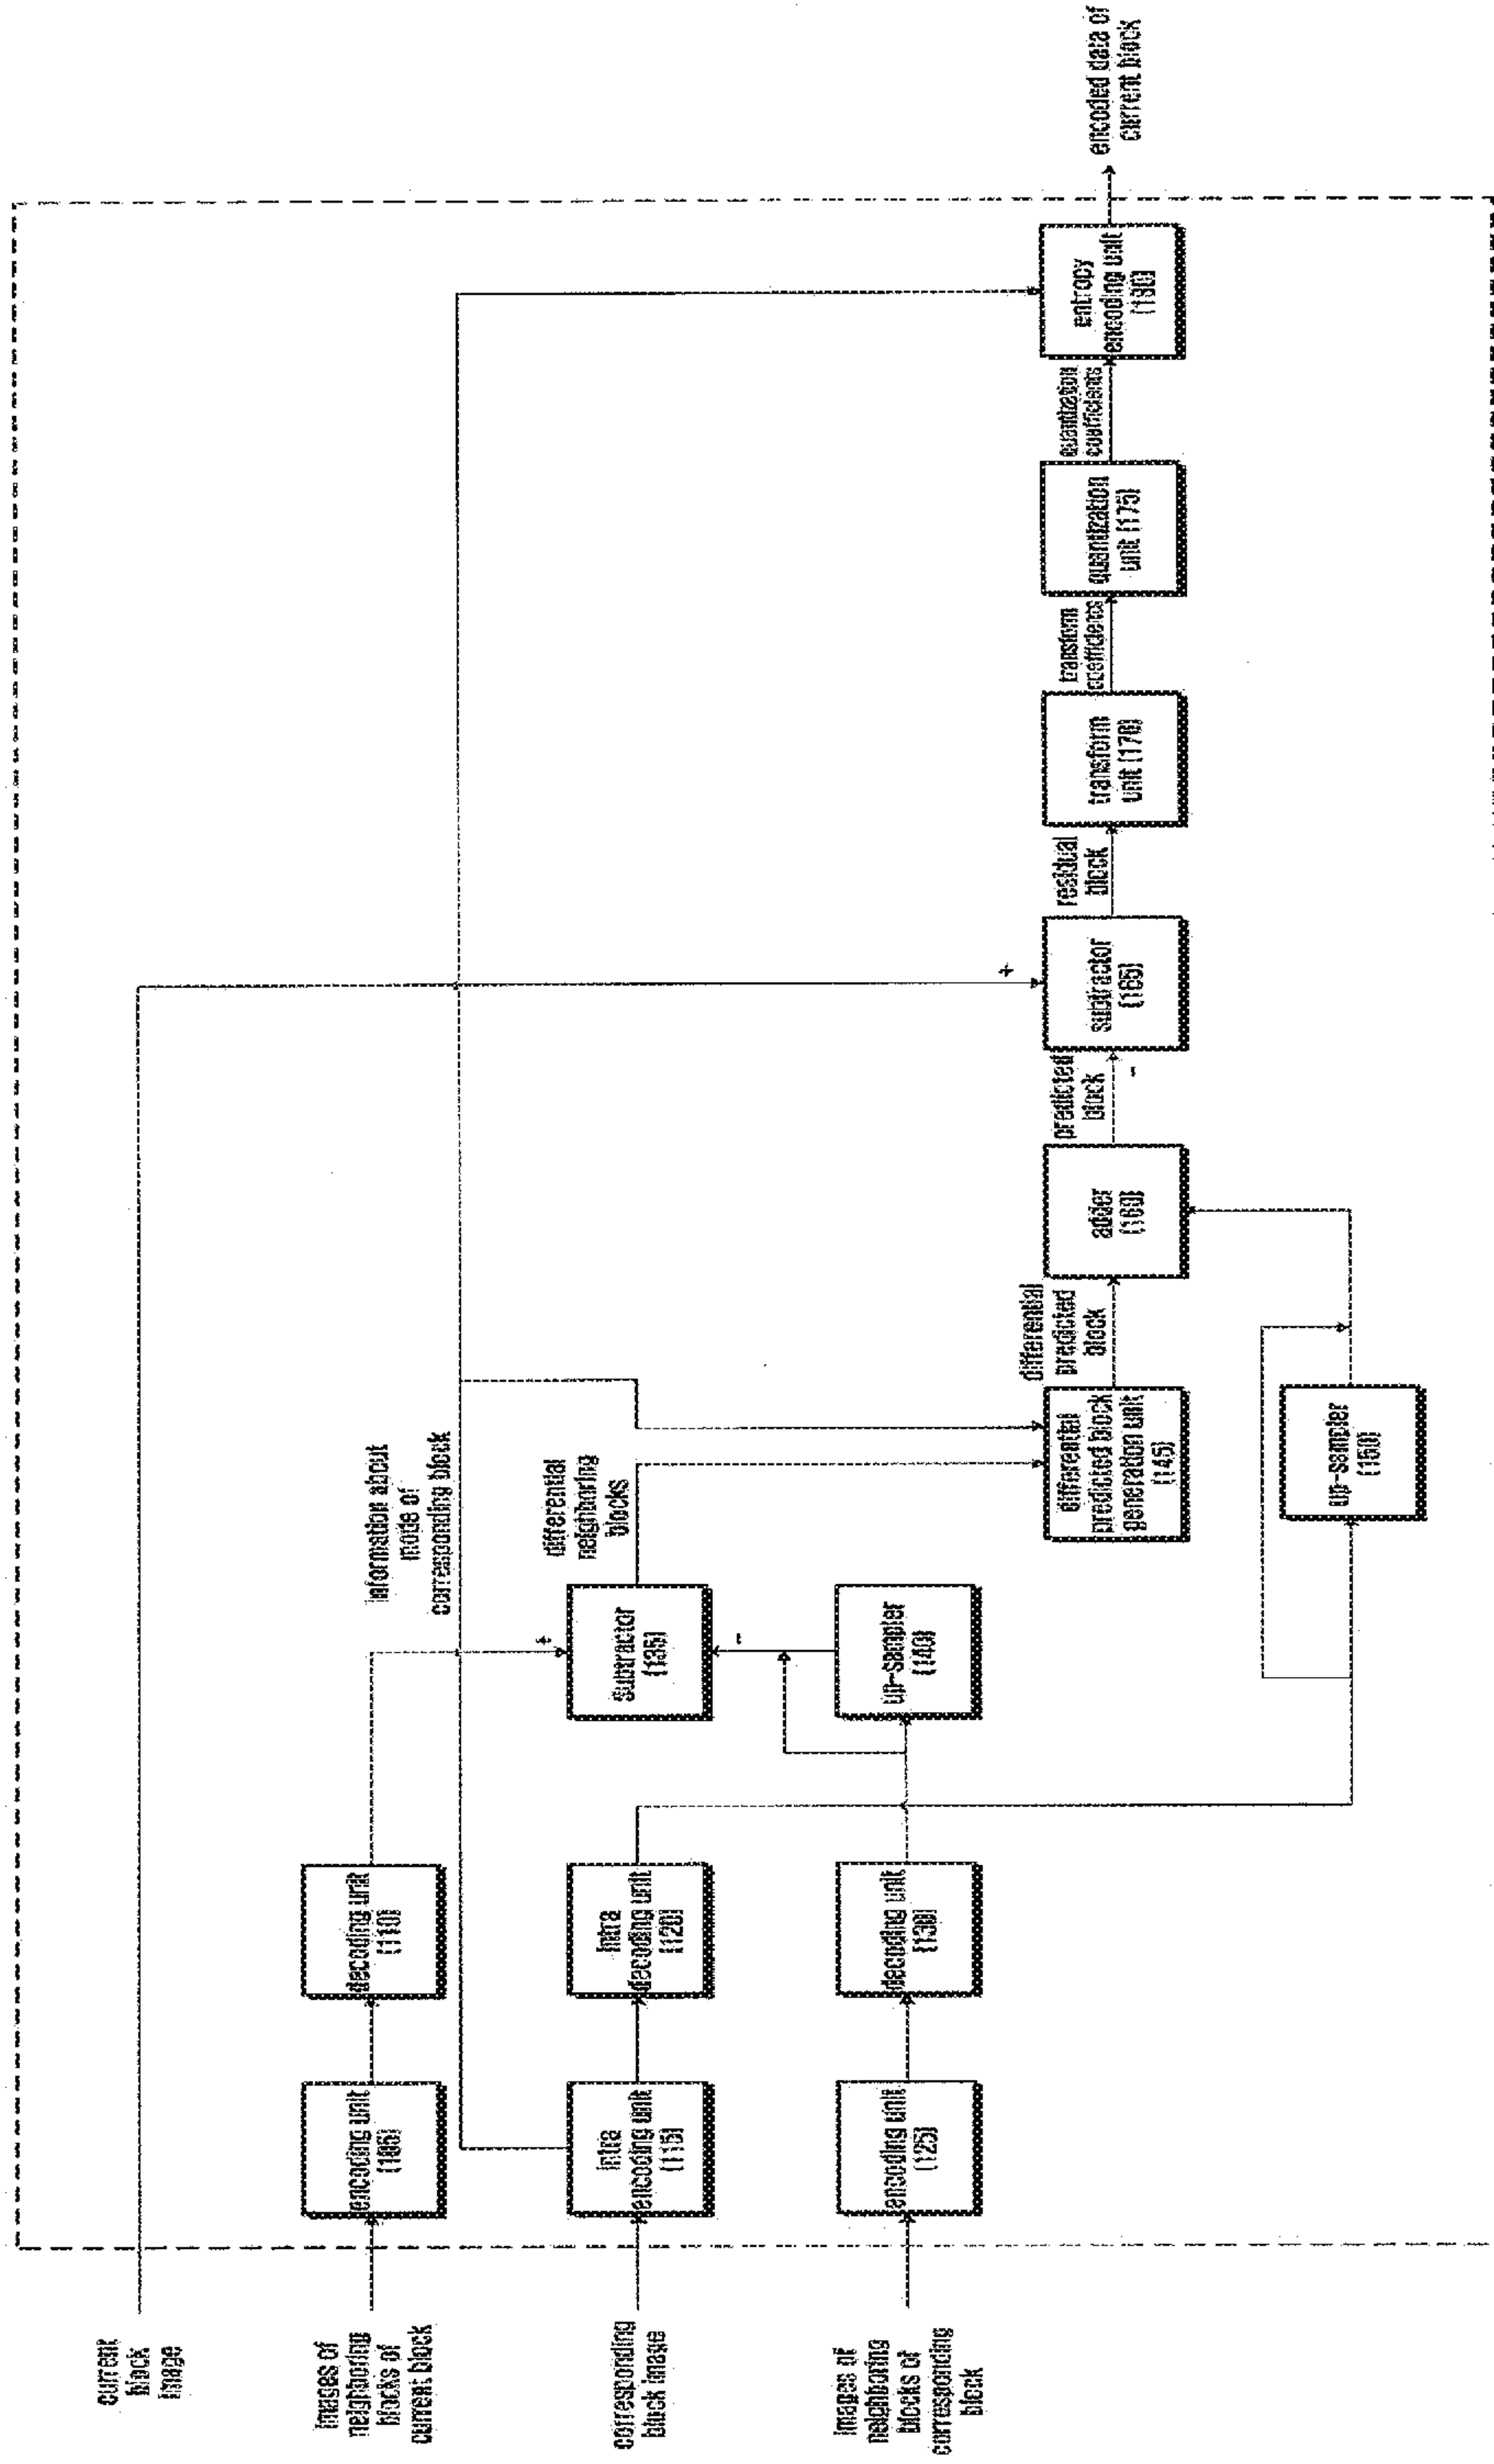 current
block
image
images of
neighboring
blocks of
current block
corresponding
block image
images of
neighboring
blocks of
corresponding
block
encoding unit
(105)
decoding unit
(110)
intra
encoding unit
(115)
intra
decoding unit
(120)
encoding unit
(125)
decoding unit
(130)
information about
mode of
corresponding block
subtractor
(135)
+
-
up-sampler
(140)
differential
neighboring
blocks
differential
predicted block
generation unit
(145)
up-sampler
(150)
differential
predicted
block
adder
(160)
predicted
block
-
+
subtractor
(165)
residual
block
transform
unit (170)
transform
coefficients
quantization
unit (175)
quantization
coefficients
entropy
encoding unit
(180)
encoded data of
current block